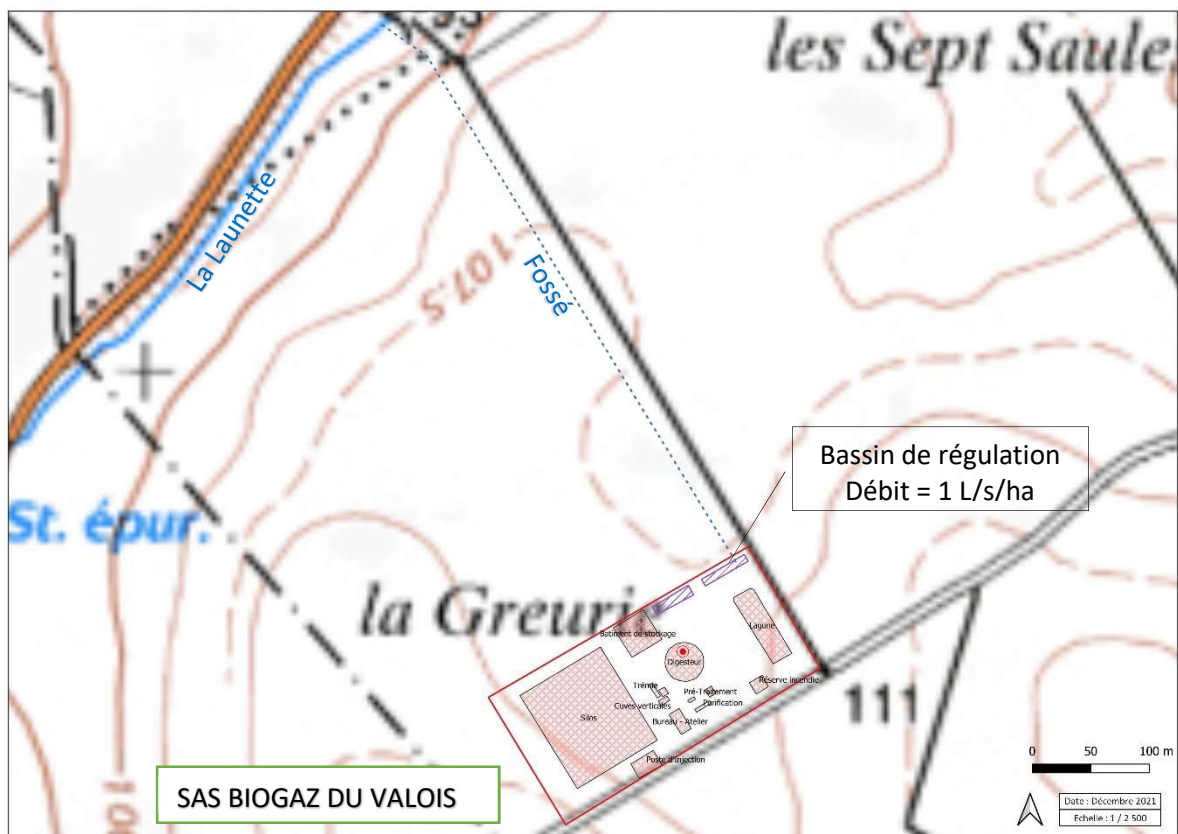 les Sept Saules
La Launette
107.5
Fossé
Bassin de régulation
Débit = 1 L/s/ha
St. épur.
la Greurie
Bâtiment de stockage
Lagune
Digesteur
Trémie
Pré-Traitement
Réserve incendie
Cuves verticales
Purification
Silos
Bureau - Atelier
111
Poste d'injection
0 50 100 m
SAS BIOGAZ DU VALOIS
Date : Décembre 2021
Echelle : 1 / 2 500